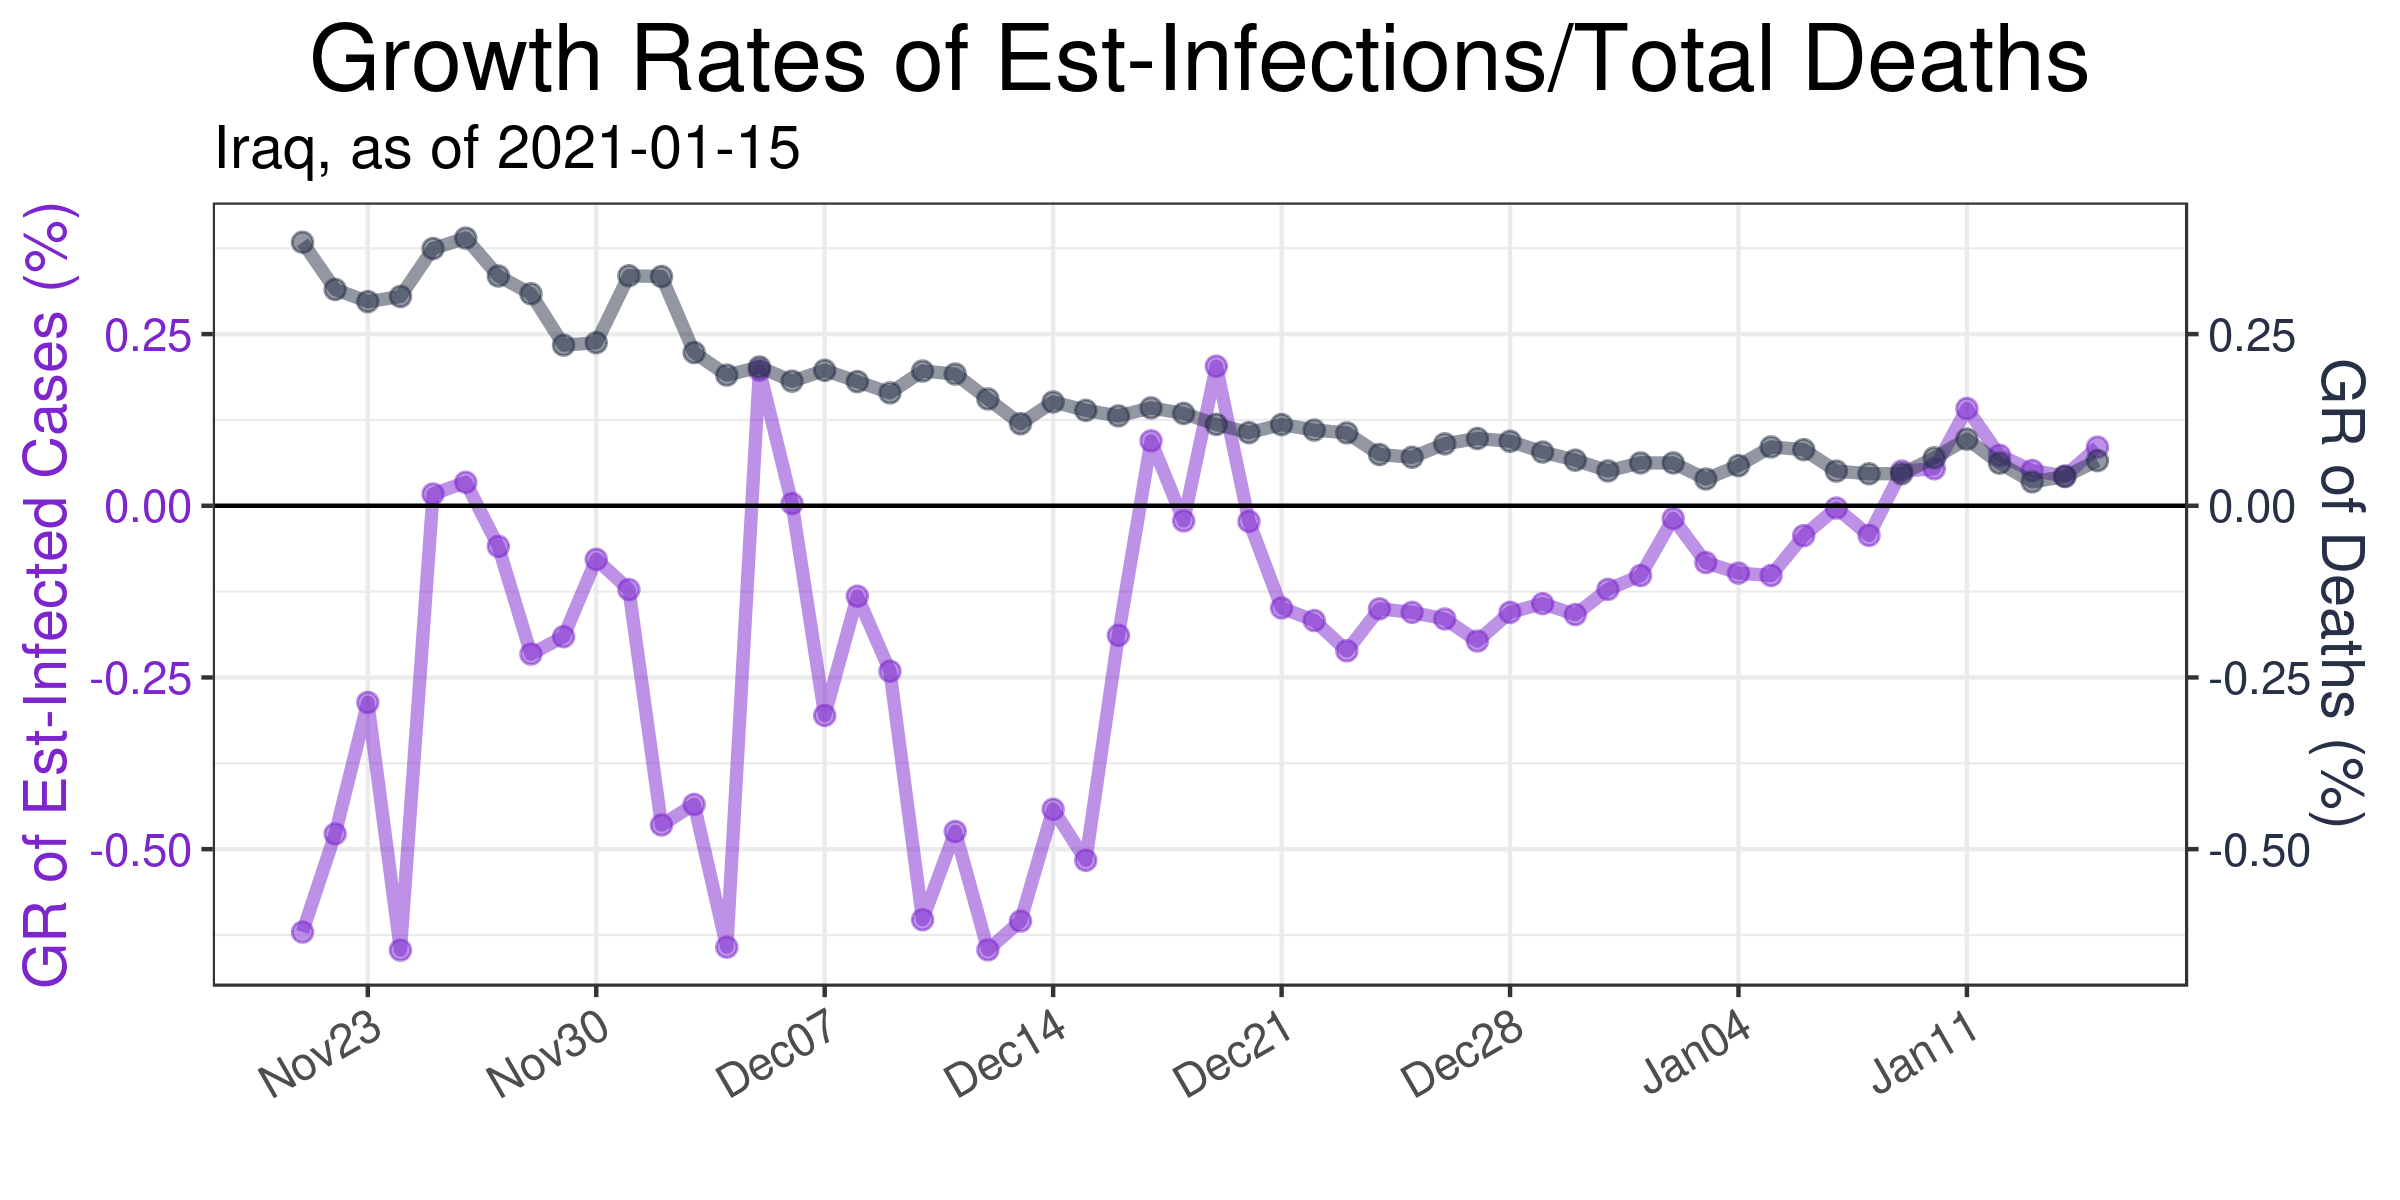 Growth Rates of Est-Infections/Total Deaths
Iraq, as of 2021-01-15
GR of Est-Infected Cases (%)
0.25
0.00
-0.25
-0.50
0.25
0.00
-0.25
-0.50
GR of Deaths (%)
Nov23
Nov30
Dec07
Dec14
Dec21
Dec28
Jan04
Jan11